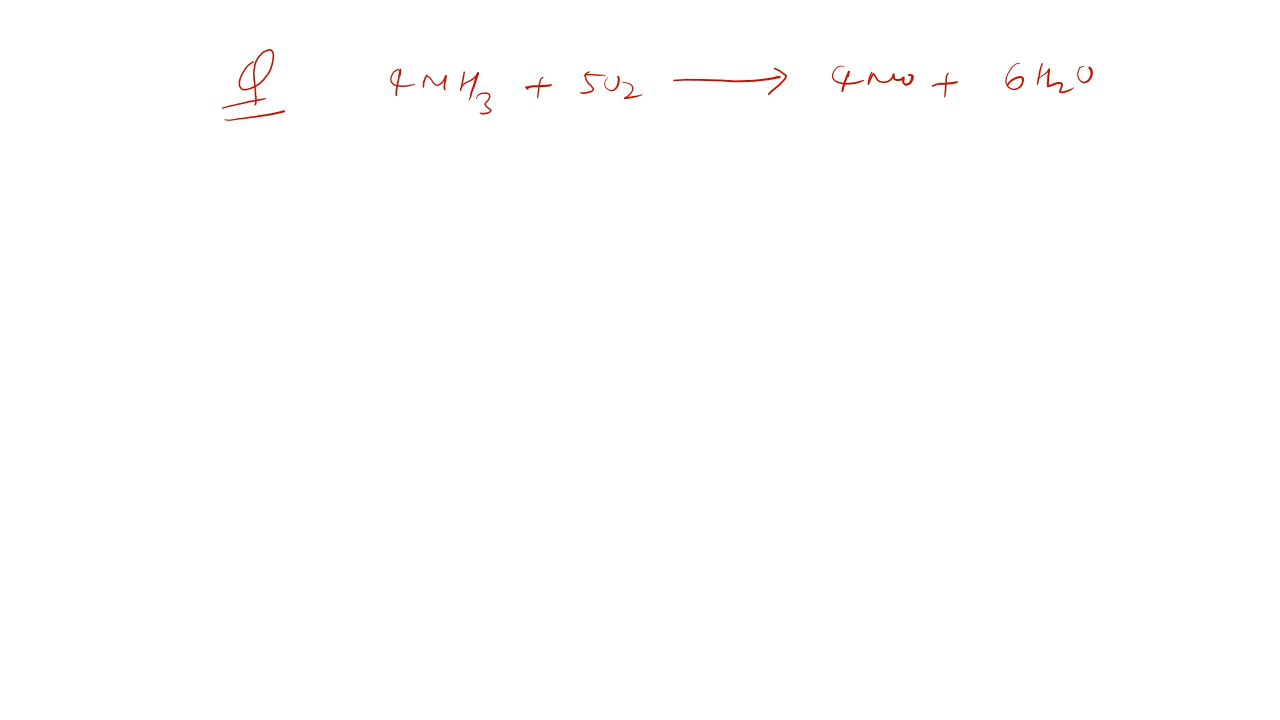 Q 4NH₃ + 5O₂ ⟶ 4NO + 6H₂O